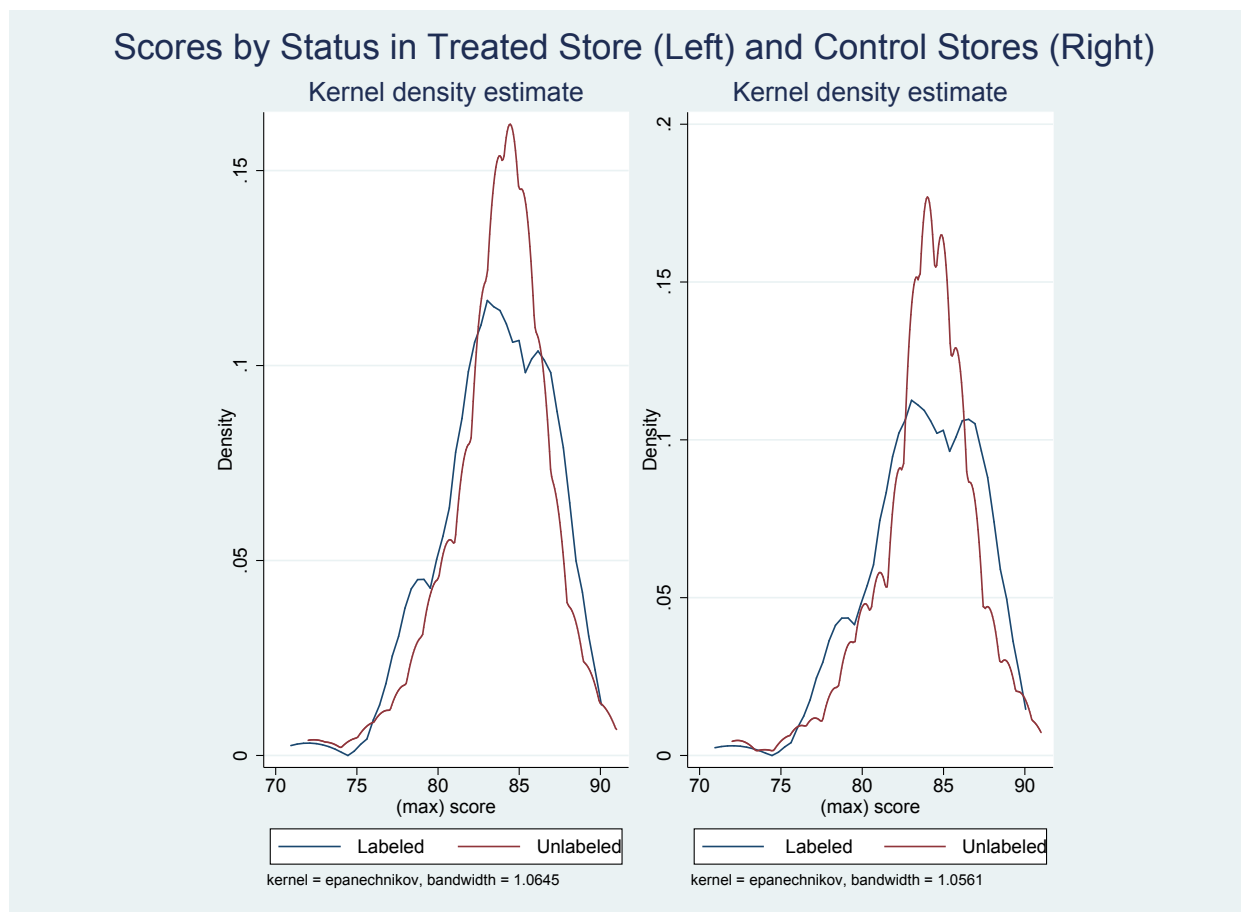 Scores by Status in Treated Store (Left) and Control Stores (Right)
Kernel density estimate
Density
0
.05
.1
.15
70 75 80 85 90
(max) score
Labeled Unlabeled
kernel = epanechnikov, bandwidth = 1.0645
Kernel density estimate
Density
0
.05
.1
.15
.2
70 75 80 85 90
(max) score
Labeled Unlabeled
kernel = epanechnikov, bandwidth = 1.0561